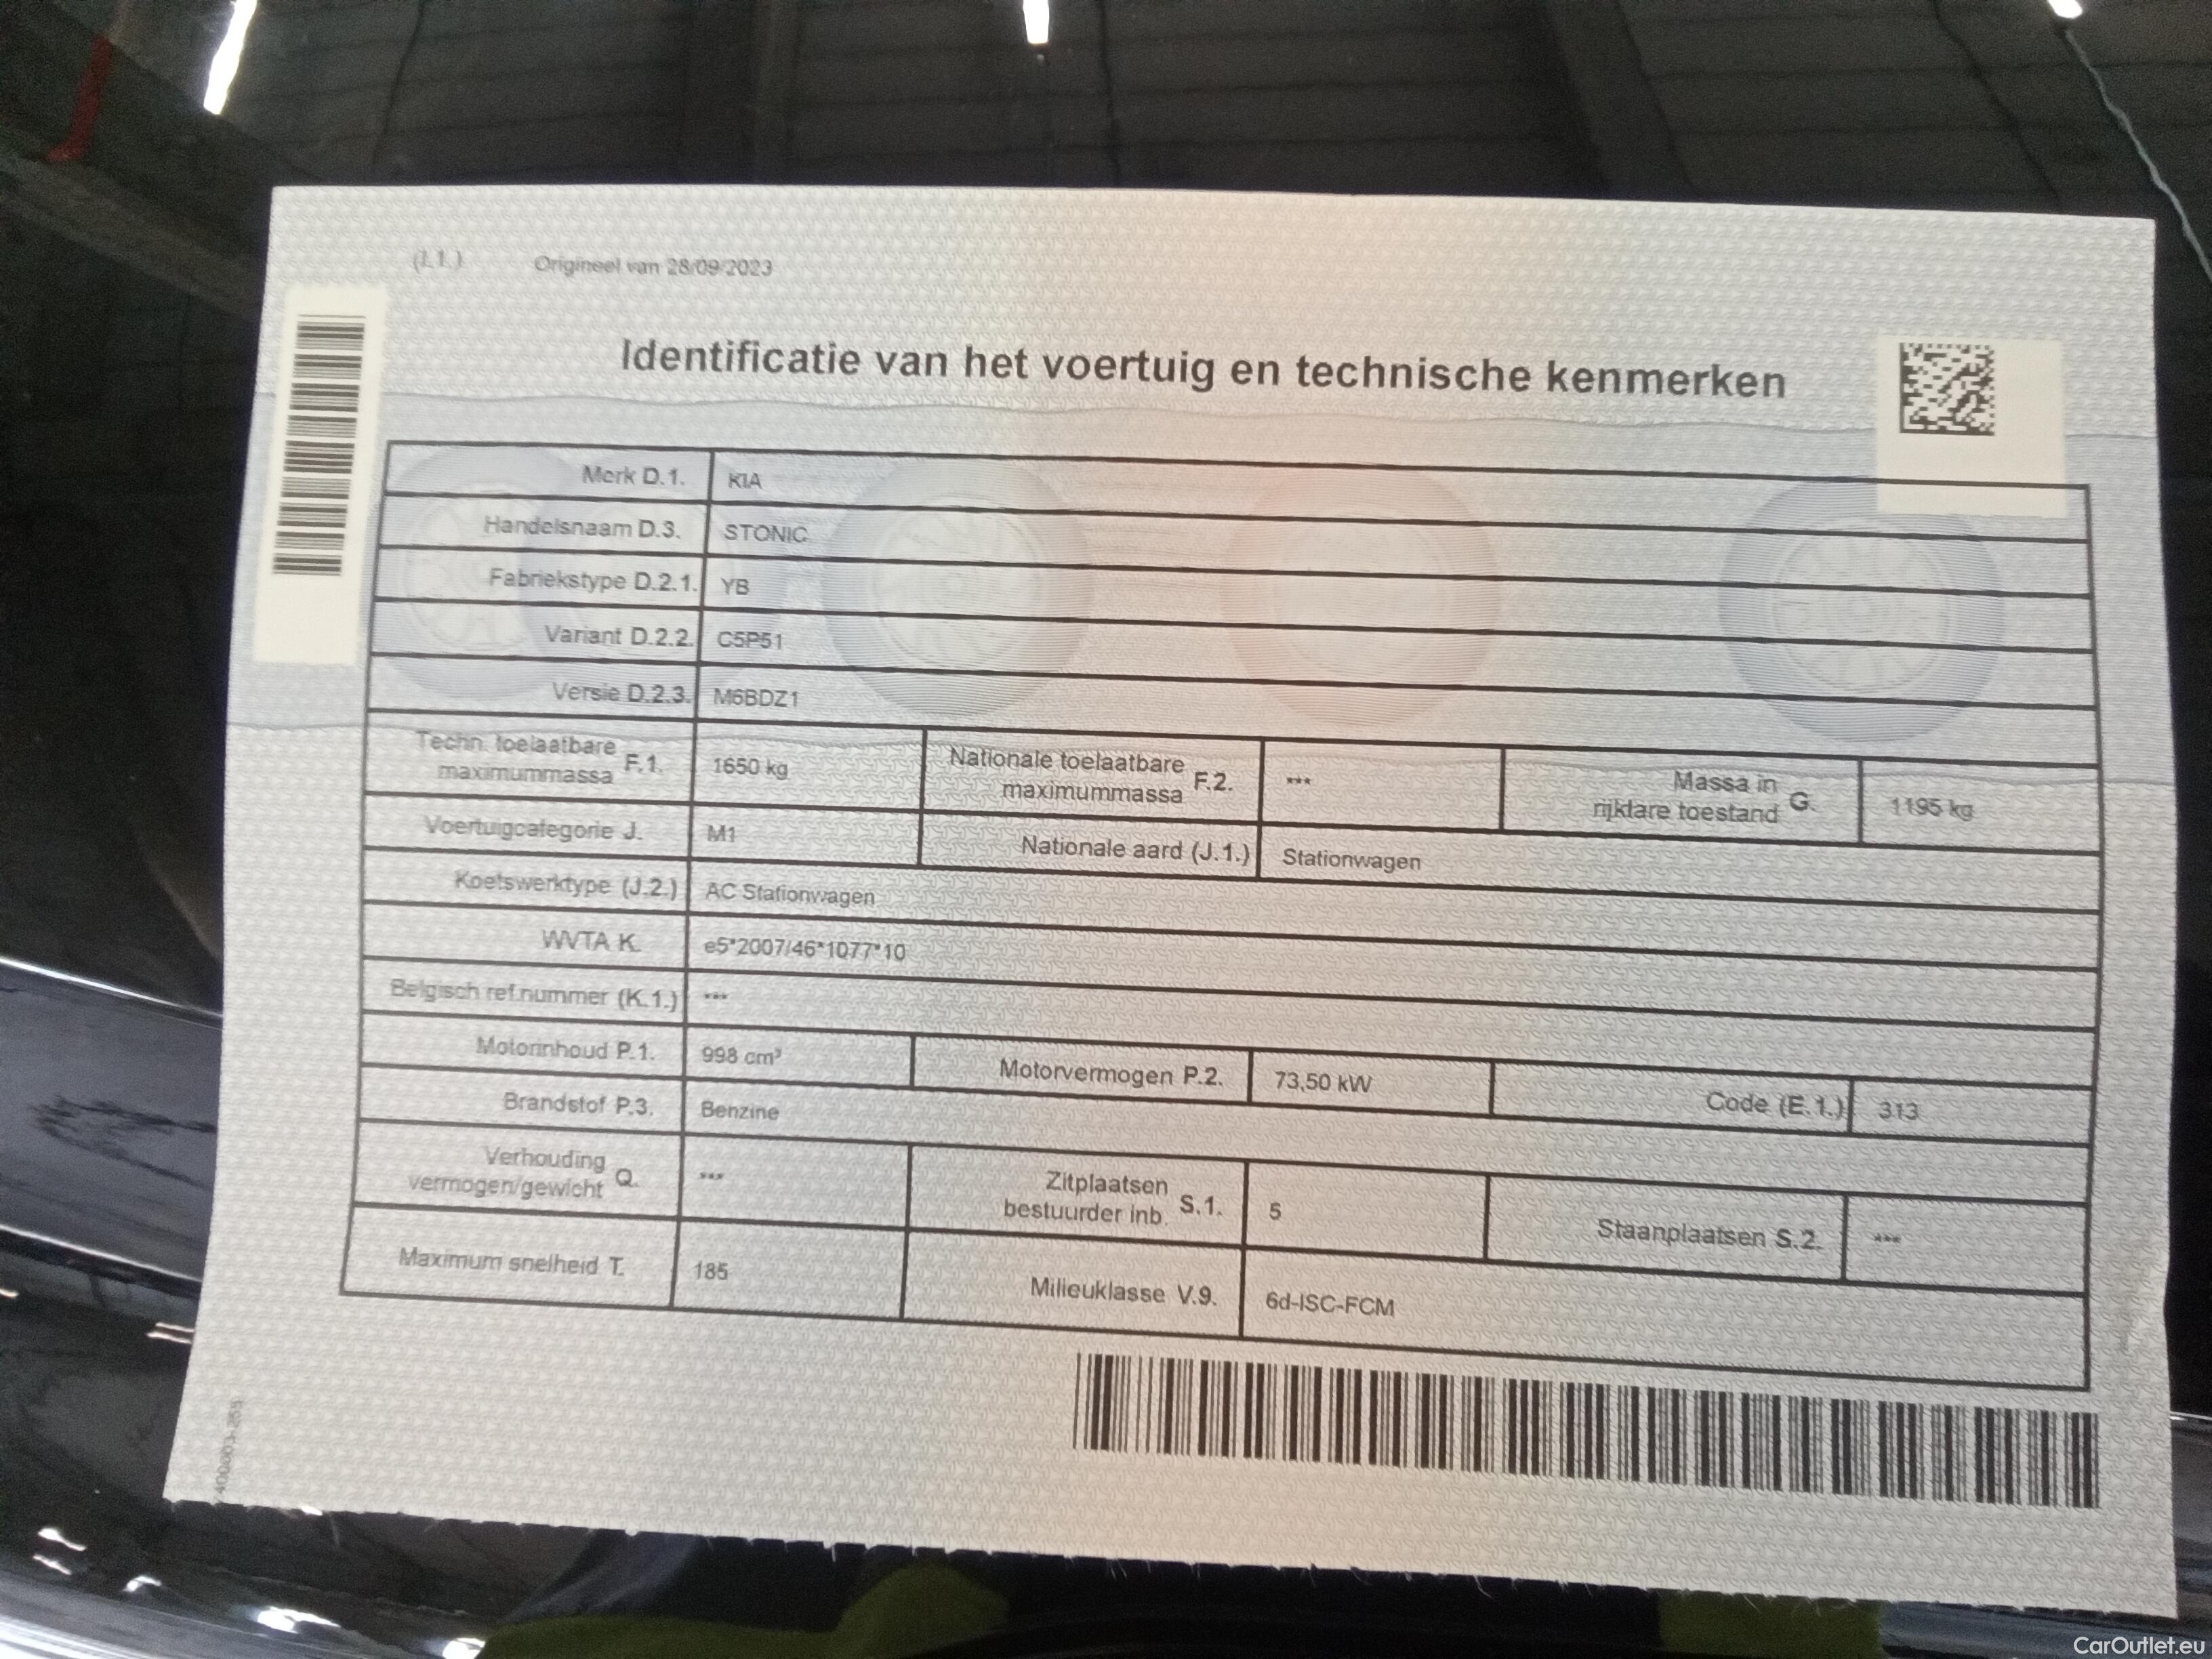 (I.1.) Origineel van 28/09/2023
Identificatie van het voertuig en technische kenmerken
Merk D.1. KIA
Handelsnaam D.3. STONIC
Fabriekstype D.2.1. YB
Variant D.2.2. C5P51
Versie D.2.3. M6BDZ1
Techn. toelaatbare maximummassa F.1. 1650 kg Nationale toelaatbare maximummassa F.2. *** Massa in rijklare toestand G. 1195 kg
Voertuigcategorie J. M1 Nationale aard (J.1.) Stationwagen
Koetswerktype (J.2.) AC Stationwagen
WVTA K. e5*2007/46*1077*10
Belgisch ref.nummer (K.1.) ***
Motorinhoud P.1. 998 cm³ Motorvermogen P.2. 73,50 kW Code (E.1.) 313
Brandstof P.3. Benzine
Verhouding vermogen/gewicht Q. *** Zitplaatsen bestuurder inb. S.1. 5 Staanplaatsen S.2. ***
Maximum snelheid T. 185 Milieuklasse V.9. 6d-ISC-FCM
CarOutlet.eu